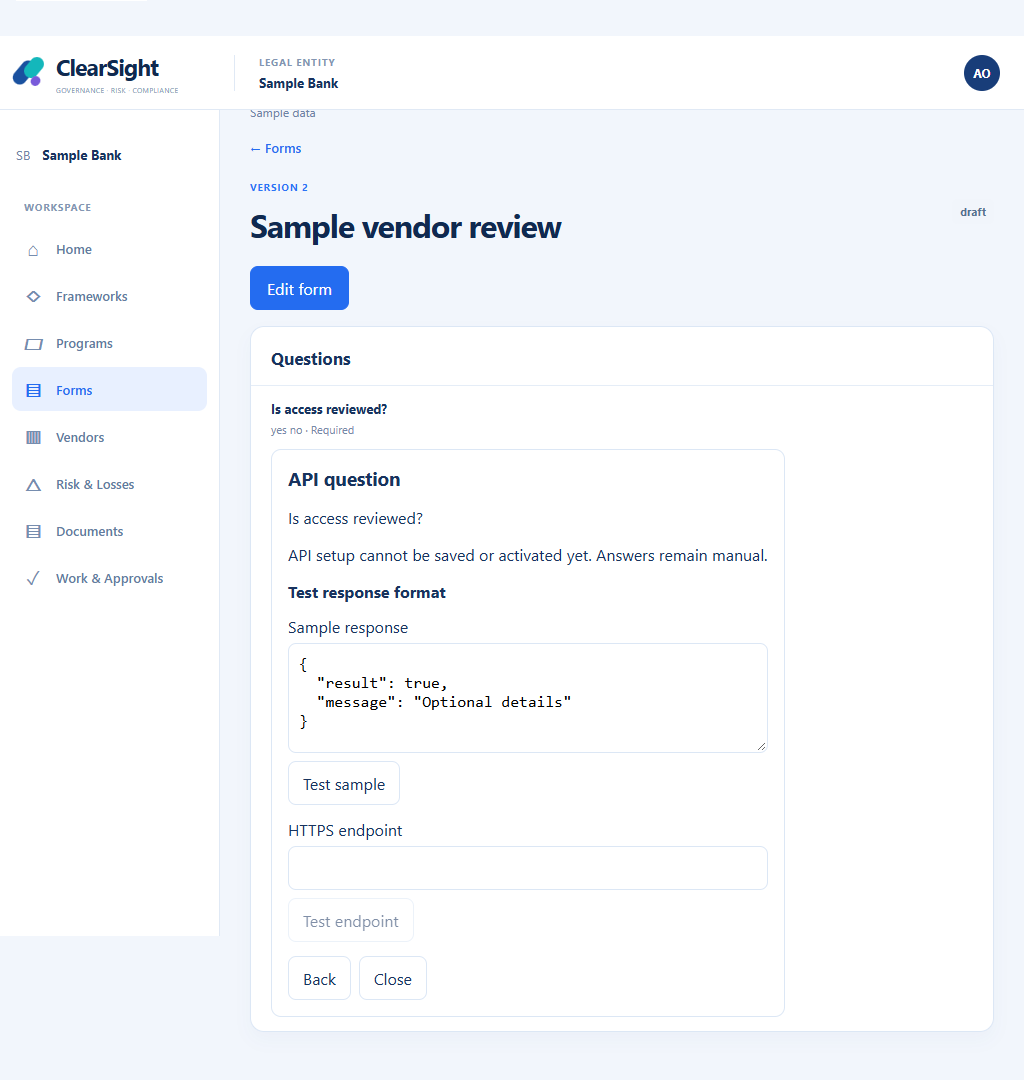 ClearSight
GOVERNANCE · RISK · COMPLIANCE
LEGAL ENTITY
Sample Bank
AO
SB Sample Bank
WORKSPACE
Home
Frameworks
Programs
Forms
Vendors
Risk & Losses
Documents
Work & Approvals
Sample data
← Forms
VERSION 2
Sample vendor review
draft
Edit form
Questions
Is access reviewed?
yes no · Required
API question
Is access reviewed?
API setup cannot be saved or activated yet. Answers remain manual.
Test response format
Sample response
{
  "result": true,
  "message": "Optional details"
}
Test sample
HTTPS endpoint
Test endpoint
Back
Close